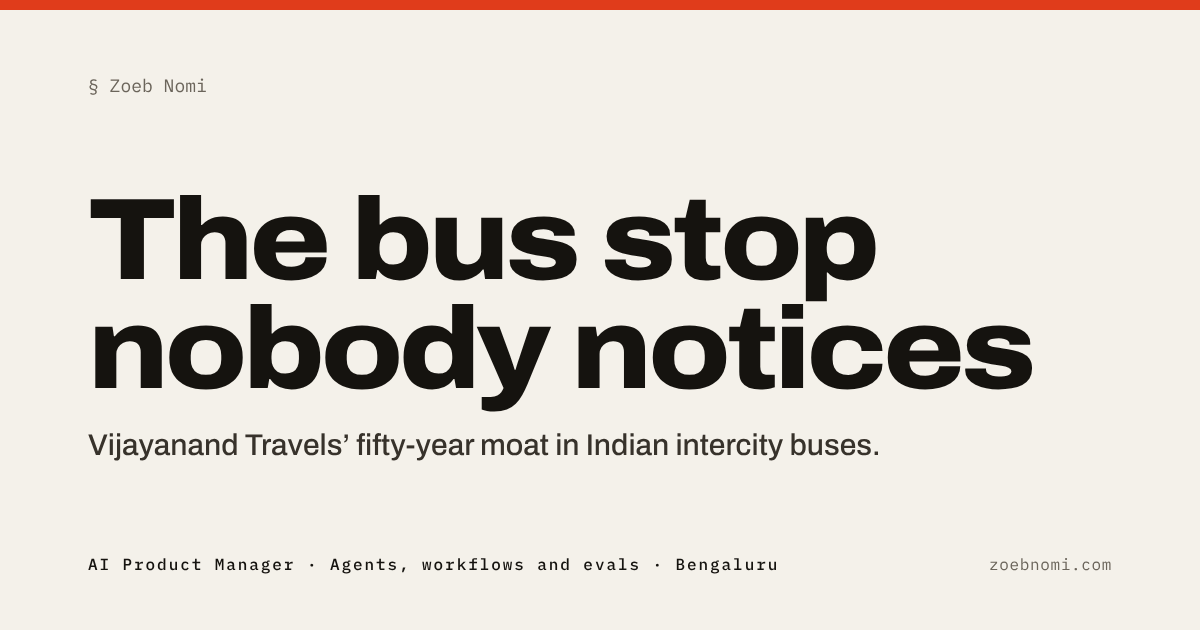 § Zoeb Nomi
The bus stop
nobody notices
Vijayanand Travels’ fifty-year moat in Indian intercity buses.
AI Product Manager · Agents, workflows and evals · Bengaluru
zoebnomi.com